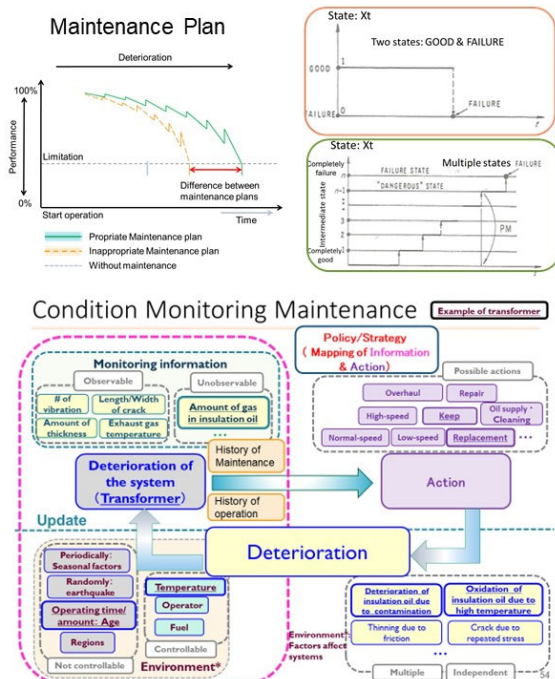 Maintenance Plan
Deterioration
100%
Performance
Limitation
0%
Difference between
maintenance plans
Start operation
Time
Propriate Maintenance plan
Inappropriate Maintenance plan
Without maintenance
State: Xt
Two states: GOOD & FAILURE
GOOD
1
FAILURE
0
FAILURE
t
State: Xt
Multiple states
Completely
failure
n
FAILURE STATE
FAILURE
n-1
"DANGEROUS" STATE
Intermediate state
3
2
PM
Completely
good
1
t
Condition Monitoring Maintenance
Example of transformer
Policy/Strategy
( Mapping of Information
& Action)
Monitoring information
Observable
Unobservable
# of
vibration
Length/Width
of crack
Amount of
thickness
Exhaust gas
temperature
Amount of gas
in insulation oil
...
Possible actions
Overhaul
Repair
High-speed
Keep
Oil supply・
Cleaning
Normal-speed
Low-speed
Replacement
...
Deterioration of
the system
(Transformer)
History of
Maintenance
History of
operation
Action
Update
Deterioration
Periodically:
Seasonal factors
Randomly:
earthquake
Operating time/
amount: Age
Regions
Not controllable
Temperature
Operator
Fuel
Controllable
Environment*
Environment*:
Factors affect
systems
Deterioration of
insulation oil due
to contamination
Oxidation of
insulation oil due to
high temperature
Thinning due to
friction
Crack due to
repeated stress
...
Multiple
Independent
54